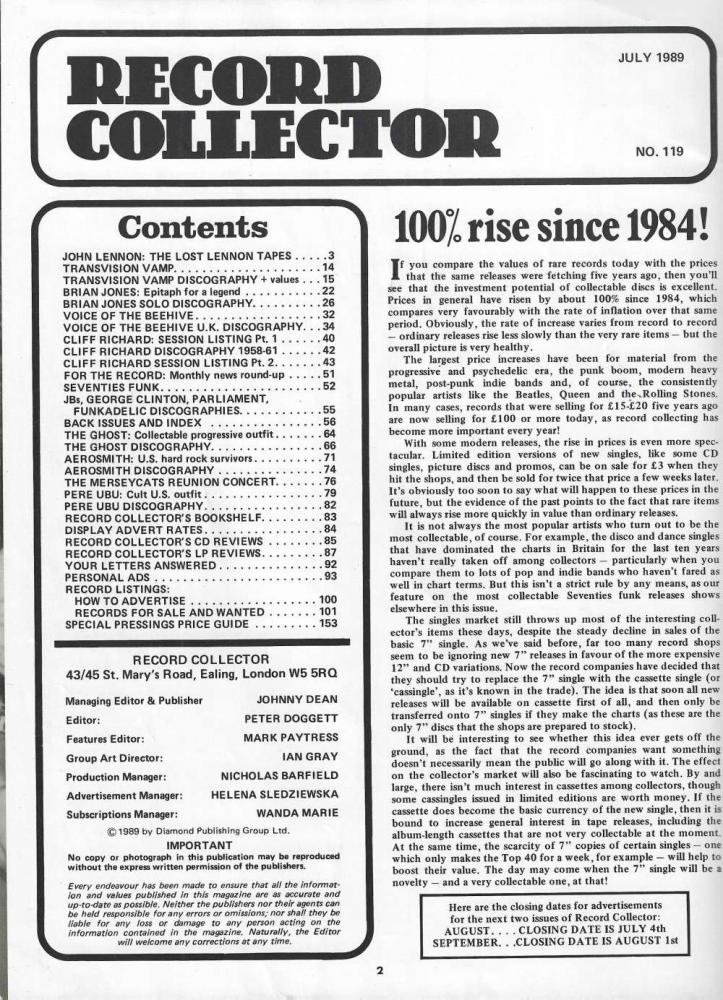 RECORD
COLLECTOR
JULY 1989
NO. 119
Contents
JOHN LENNON: THE LOST LENNON TAPES . . . . . 3
TRANSVISION VAMP. . . . . . . . . . . . . . . . . . . 14
TRANSVISION VAMP DISCOGRAPHY + values . . . 15
BRIAN JONES: Epitaph for a legend . . . . . . . . . . 22
BRIAN JONES SOLO DISCOGRAPHY. . . . . . . . . . 26
VOICE OF THE BEEHIVE. . . . . . . . . . . . . . . . . 32
VOICE OF THE BEEHIVE U.K. DISCOGRAPHY. . . 34
CLIFF RICHARD: SESSION LISTING Pt. 1 . . . . . . 40
CLIFF RICHARD DISCOGRAPHY 1958-61 . . . . . . 42
CLIFF RICHARD SESSION LISTING Pt. 2. . . . . . . 43
FOR THE RECORD: Monthly news round-up . . . . . 51
SEVENTIES FUNK. . . . . . . . . . . . . . . . . . . . . 52
JBs, GEORGE CLINTON, PARLIAMENT,
FUNKADELIC DISCOGRAPHIES. . . . . . . . . . . . 55
BACK ISSUES AND INDEX . . . . . . . . . . . . . . . 56
THE GHOST: Collectable progressive outfit . . . . . . . 64
THE GHOST DISCOGRAPHY. . . . . . . . . . . . . . . 66
AEROSMITH: U.S. hard rock survivors. . . . . . . . . . 71
AEROSMITH DISCOGRAPHY . . . . . . . . . . . . . . 74
THE MERSEYCATS REUNION CONCERT. . . . . . . 76
PERE UBU: Cult U.S. outfit . . . . . . . . . . . . . . . 79
PERE UBU DISCOGRAPHY. . . . . . . . . . . . . . . . 82
RECORD COLLECTOR'S BOOKSHELF. . . . . . . . . 83
DISPLAY ADVERT RATES. . . . . . . . . . . . . . . . 84
RECORD COLLECTOR'S CD REVIEWS . . . . . . . 85
RECORD COLLECTOR'S LP REVIEWS. . . . . . . . . 87
YOUR LETTERS ANSWERED . . . . . . . . . . . . . . 92
PERSONAL ADS . . . . . . . . . . . . . . . . . . . . . 93
RECORD LISTINGS:
HOW TO ADVERTISE . . . . . . . . . . . . . . . . 100
RECORDS FOR SALE AND WANTED . . . . . . . 101
SPECIAL PRESSINGS PRICE GUIDE . . . . . . . . . 153
RECORD COLLECTOR
43/45 St. Mary's Road, Ealing, London W5 5RQ
Managing Editor & Publisher JOHNNY DEAN
Editor: PETER DOGGETT
Features Editor: MARK PAYTRESS
Group Art Director: IAN GRAY
Production Manager: NICHOLAS BARFIELD
Advertisement Manager: HELENA SLEDZIEWSKA
Subscriptions Manager: WANDA MARIE
© 1989 by Diamond Publishing Group Ltd.
IMPORTANT
No copy or photograph in this publication may be reproduced
without the express written permission of the publishers.
Every endeavour has been made to ensure that all the informat-
ion and values published in this magazine are as accurate and
up-to-date as possible. Neither the publishers nor their agents can
be held responsible for any errors or omissions; nor shall they be
liable for any loss or damage to any person acting on the
information contained in the magazine. Naturally, the Editor
will welcome any corrections at any time.
100% rise since 1984!
If you compare the values of rare records today with the prices
that the same releases were fetching five years ago, then you'll
see that the investment potential of collectable discs is excellent.
Prices in general have risen by about 100% since 1984, which
compares very favourably with the rate of inflation over that same
period. Obviously, the rate of increase varies from record to record
— ordinary releases rise less slowly than the very rare items — but the
overall picture is very healthy.
The largest price increases have been for material from the
progressive and psychedelic era, the punk boom, modern heavy
metal, post-punk indie bands and, of course, the consistently
popular artists like the Beatles, Queen and the Rolling Stones.
In many cases, records that were selling for £15-£20 five years ago
are now selling for £100 or more today, as record collecting has
become more important every year!
With some modern releases, the rise in prices is even more spec-
tacular. Limited edition versions of new singles, like some CD
singles, picture discs and promos, can be on sale for £3 when they
hit the shops, and then be sold for twice that price a few weeks later.
It's obviously too soon to say what will happen to these prices in the
future, but the evidence of the past points to the fact that rare items
will always rise more quickly in value than ordinary releases.
It is not always the most popular artists who turn out to be the
most collectable, of course. For example, the disco and dance singles
that have dominated the charts in Britain for the last ten years
haven't really taken off among collectors — particularly when you
compare them to lots of pop and indie bands who haven't fared as
well in chart terms. But this isn't a strict rule by any means, as our
feature on the most collectable Seventies funk releases shows
elsewhere in this issue.
The singles market still throws up most of the interesting coll-
ector's items these days, despite the steady decline in sales of the
basic 7" single. As we've said before, far too many record shops
seem to be ignoring new 7" releases in favour of the more expensive
12" and CD variations. Now the record companies have decided that
they should try to replace the 7" single with the cassette single (or
'cassingle', as it's known in the trade). The idea is that soon all new
releases will be available on cassette first of all, and then only be
transferred onto 7" singles if they make the charts (as these are the
only 7" discs that the shops are prepared to stock).
It will be interesting to see whether this idea ever gets off the
ground, as the fact that the record companies want something
doesn't necessarily mean the public will go along with it. The effect
on the collector's market will also be fascinating to watch. By and
large, there isn't much interest in cassettes among collectors, though
some cassingles issued in limited editions are worth money. If the
cassette does become the basic currency of the new single, then it is
bound to increase general interest in tape releases, including the
album-length cassettes that are not very collectable at the moment.
At the same time, the scarcity of 7" copies of certain singles — one
which only makes the Top 40 for a week, for example — will help to
boost their value. The day may come when the 7" single will be a
novelty — and a very collectable one, at that!
Here are the closing dates for advertisements
for the next two issues of Record Collector:
AUGUST. . . . CLOSING DATE IS JULY 4th
SEPTEMBER. . .CLOSING DATE IS AUGUST 1st
2